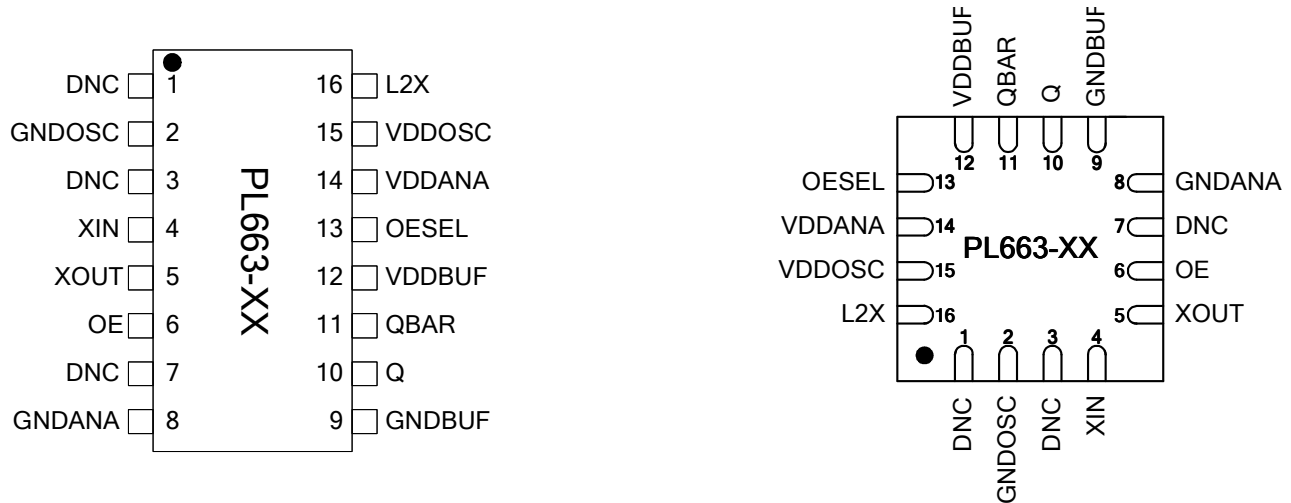 DNC 1 16 L2X
GNDOSC 2 15 VDDOSC
DNC 3 14 VDDANA
XIN 4 13 OESEL
XOUT 5 12 VDDBUF
OE 6 11 QBAR
DNC 7 10 Q
GNDANA 8 9 GNDBUF
PL663-XX
VDDBUF QBAR Q GNDBUF
12 11 10 9
OESEL 13 8 GNDANA
VDDANA 14 7 DNC
PL663-XX
VDDOSC 15 6 OE
L2X 16 5 XOUT
1 2 3 4
DNC GNDOSC DNC XIN